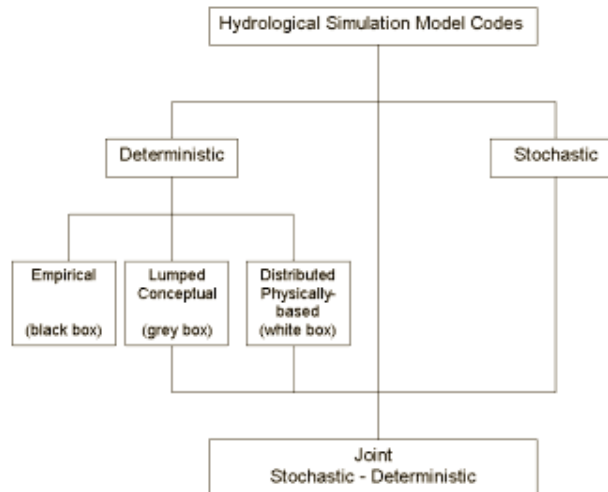 Hydrological Simulation Model Codes
Deterministic
Stochastic
Empirical
(black box)
Lumped
Conceptual
(grey box)
Distributed
Physically-
based
(white box)
Joint
Stochastic - Deterministic